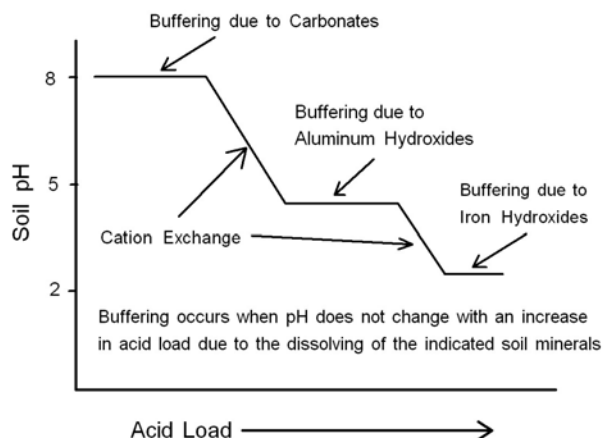 Buffering due to Carbonates
8
Buffering due to
Aluminum Hydroxides
5
Buffering due to
Iron Hydroxides
Soil pH
Cation Exchange
2
Buffering occurs when pH does not change with an increase
in acid load due to the dissolving of the indicated soil minerals
Acid Load